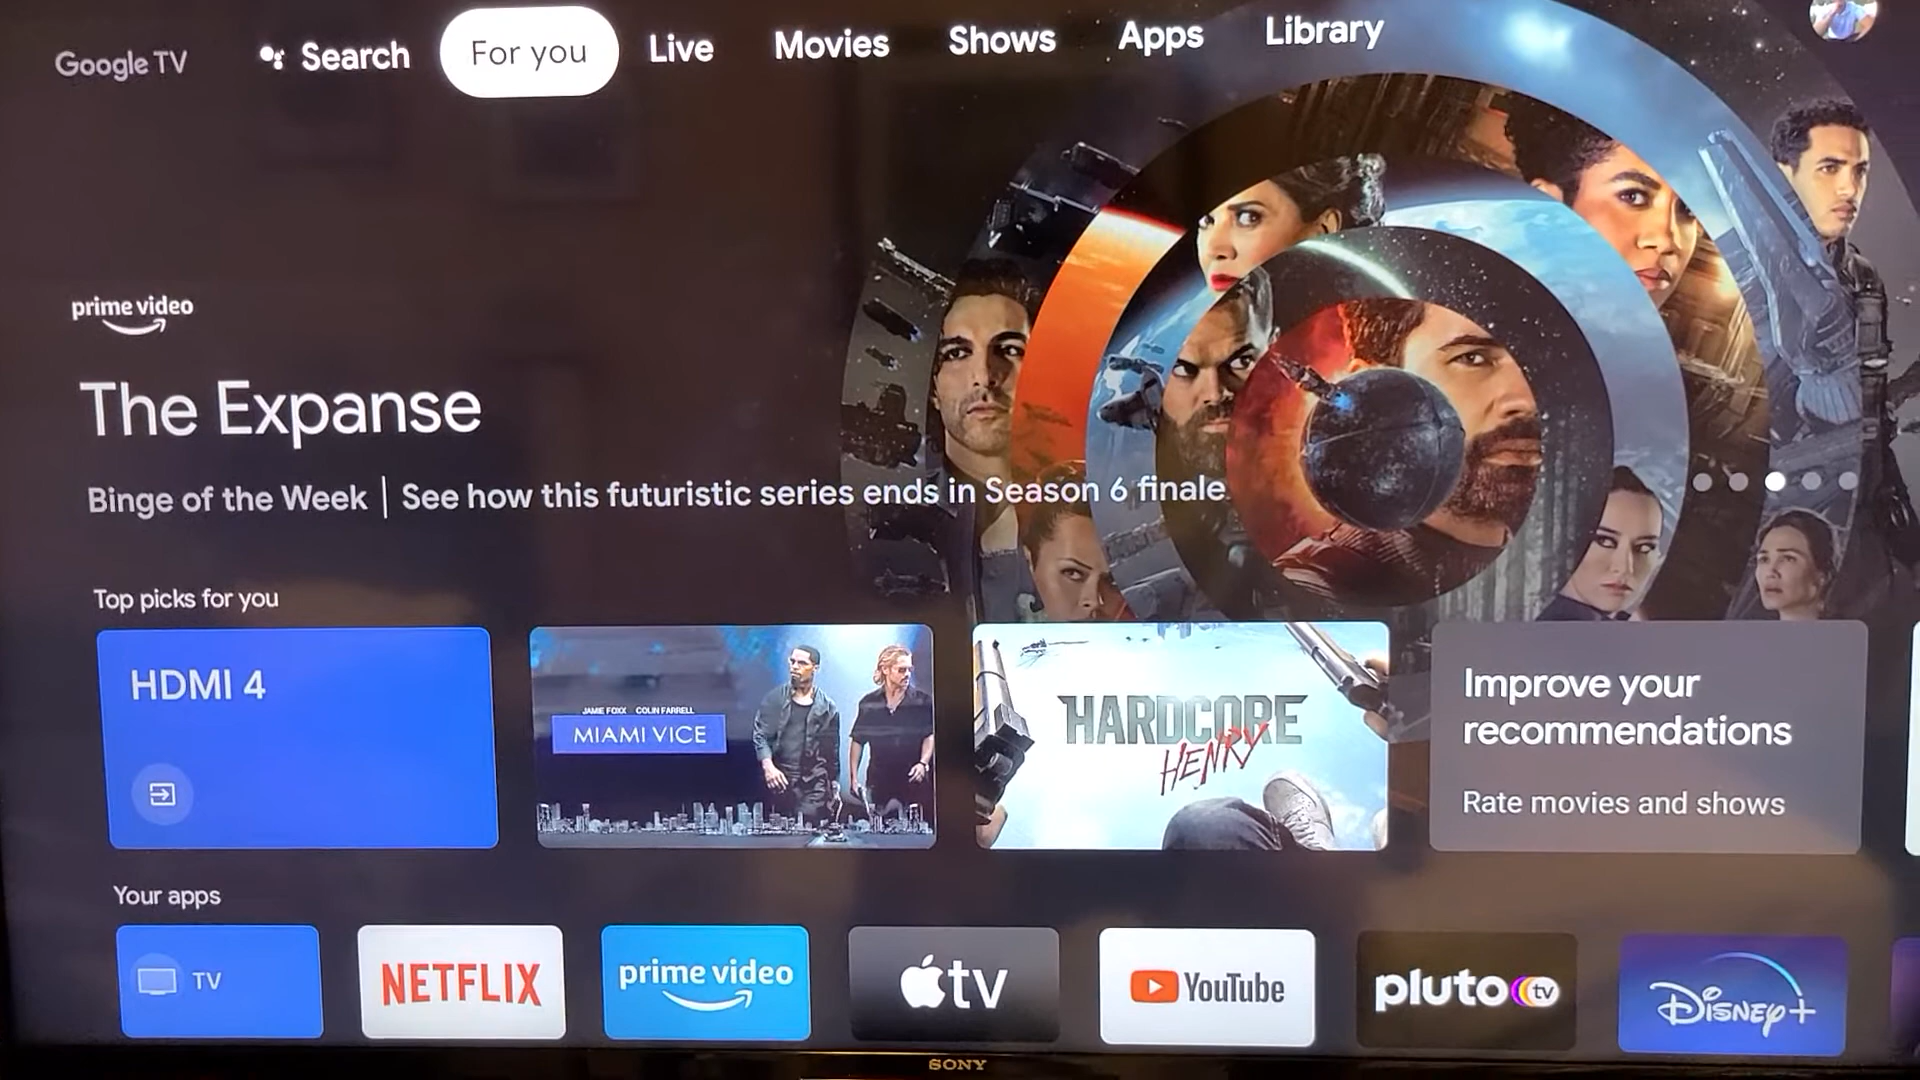 Google TV
Search
For you
Live
Movies
Shows
Apps
Library
prime video
The Expanse
Binge of the Week | See how this futuristic series ends in Season 6 finale
Top picks for you
HDMI 4
JAMIE FOXX COLIN FARRELL
MIAMI VICE
HARDCORE
HENRY
Improve your
recommendations
Rate movies and shows
Your apps
TV
NETFLIX
prime video
tv
YouTube
pluto tv
Disney+
SONY